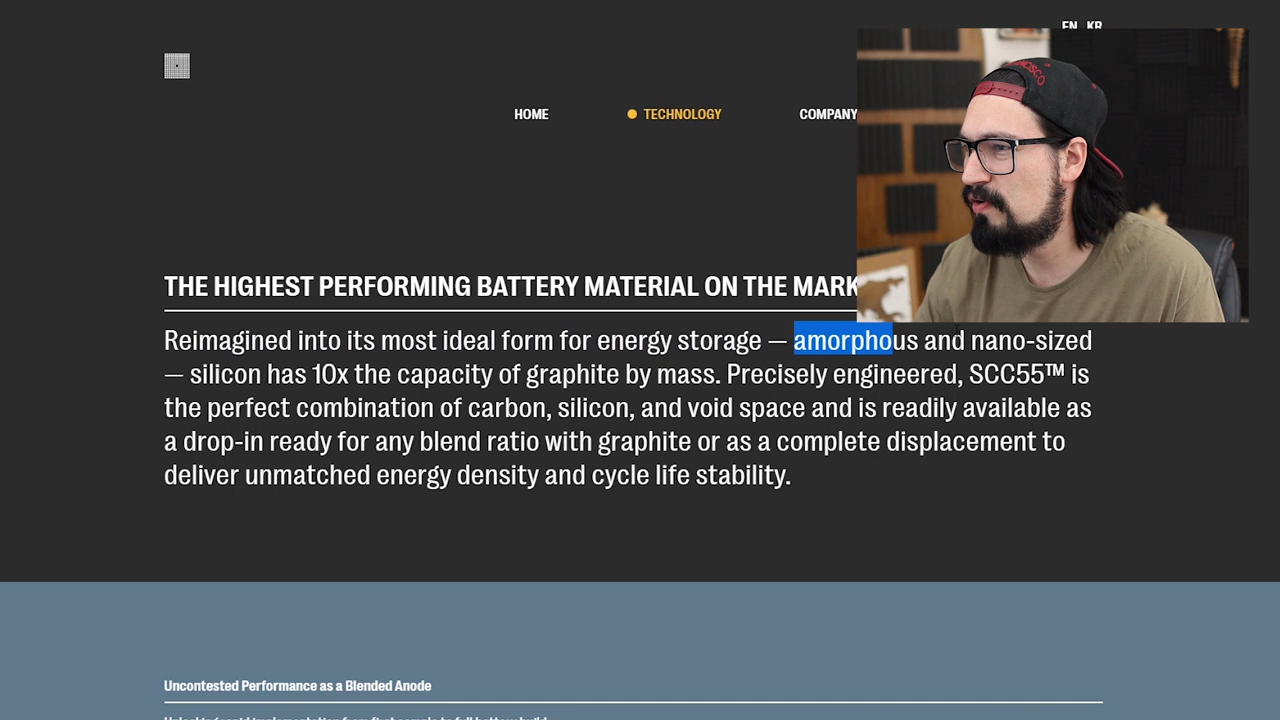 EN KR
HOME TECHNOLOGY COMPANY
THE HIGHEST PERFORMING BATTERY MATERIAL ON THE
Reimagined into its most ideal form for energy storage — amorphous and nano-sized
— silicon has 10x the capacity of graphite by mass. Precisely engineered, SCC55™ is
the perfect combination of carbon, silicon, and void space and is readily available as
a drop-in ready for any blend ratio with graphite or as a complete displacement to
deliver unmatched energy density and cycle life stability.
Uncontested Performance as a Blended Anode